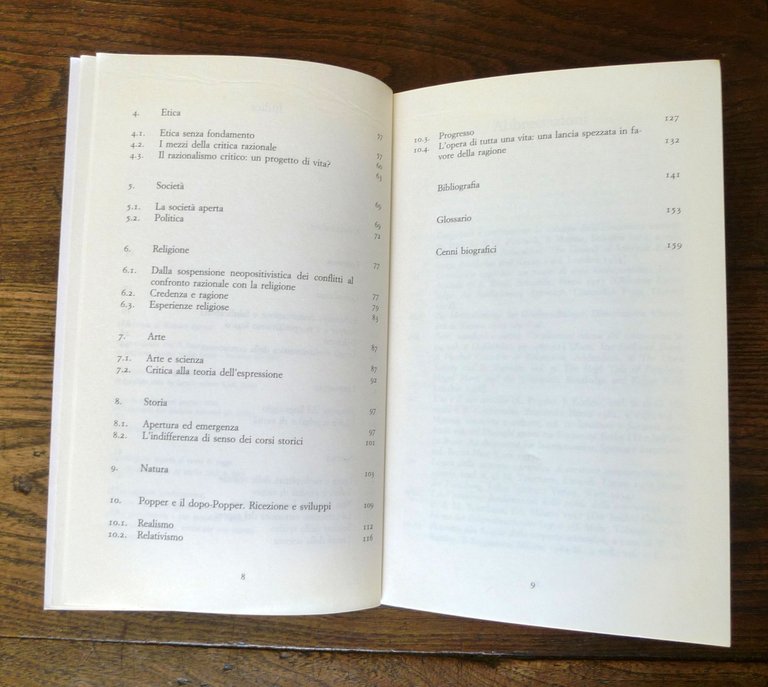 4. Etica 57
4.1. Etica senza fondamento 57
4.2. I mezzi della critica razionale 60
4.3. Il razionalismo critico: un progetto di vita? 63
5. Società 65
5.1. La società aperta 69
5.2. Politica 72
6. Religione 77
6.1. Dalla sospensione neopositivistica dei conflitti al
confronto razionale con la religione 77
6.2. Credenza e ragione 79
6.3. Esperienze religiose 83
7. Arte 87
7.1. Arte e scienza 87
7.2. Critica alla teoria dell'espressione 92
8. Storia 97
8.1. Apertura ed emergenza 97
8.2. L'indifferenza di senso dei corsi storici 101
9. Natura 105
10. Popper e il dopo-Popper. Ricezione e sviluppi 109
10.1. Realismo 112
10.2. Relativismo 116
8
10.3. Progresso 127
10.4. L'opera di tutta una vita: una lancia spezzata in fa-
vore della ragione 132
Bibliografia 141
Glossario 153
Cenni biografici 159
9